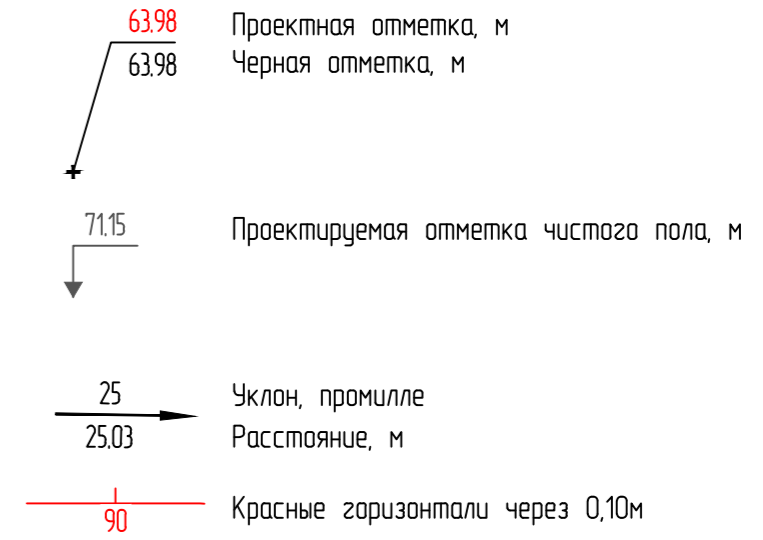 63.98 Проектная отметка, м
63.98 Черная отметка, м
71.15 Проектируемая отметка чистого пола, м
25 Уклон, промилле
25.03 Расстояние, м
90 Красные горизонтали через 0,10м